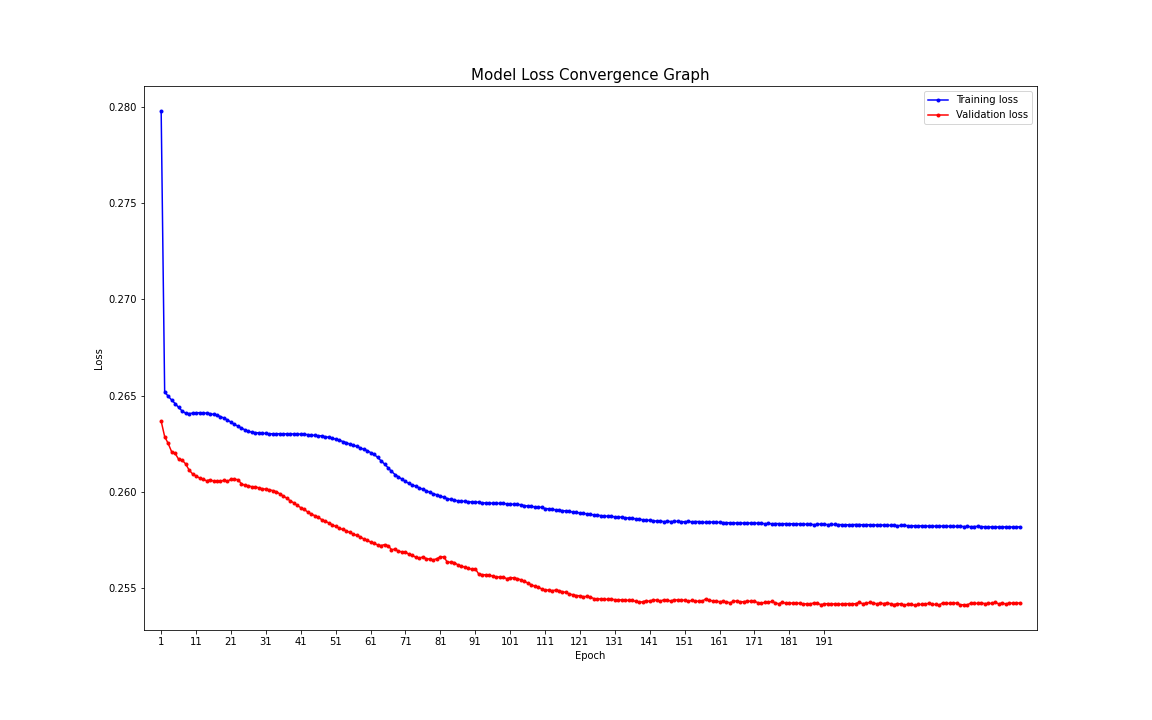 Model Loss Convergence Graph
Training loss
Validation loss
0.280
0.275
0.270
0.265
0.260
0.255
Loss
1 11 21 31 41 51 61 71 81 91 101 111 121 131 141 151 161 171 181 191
Epoch